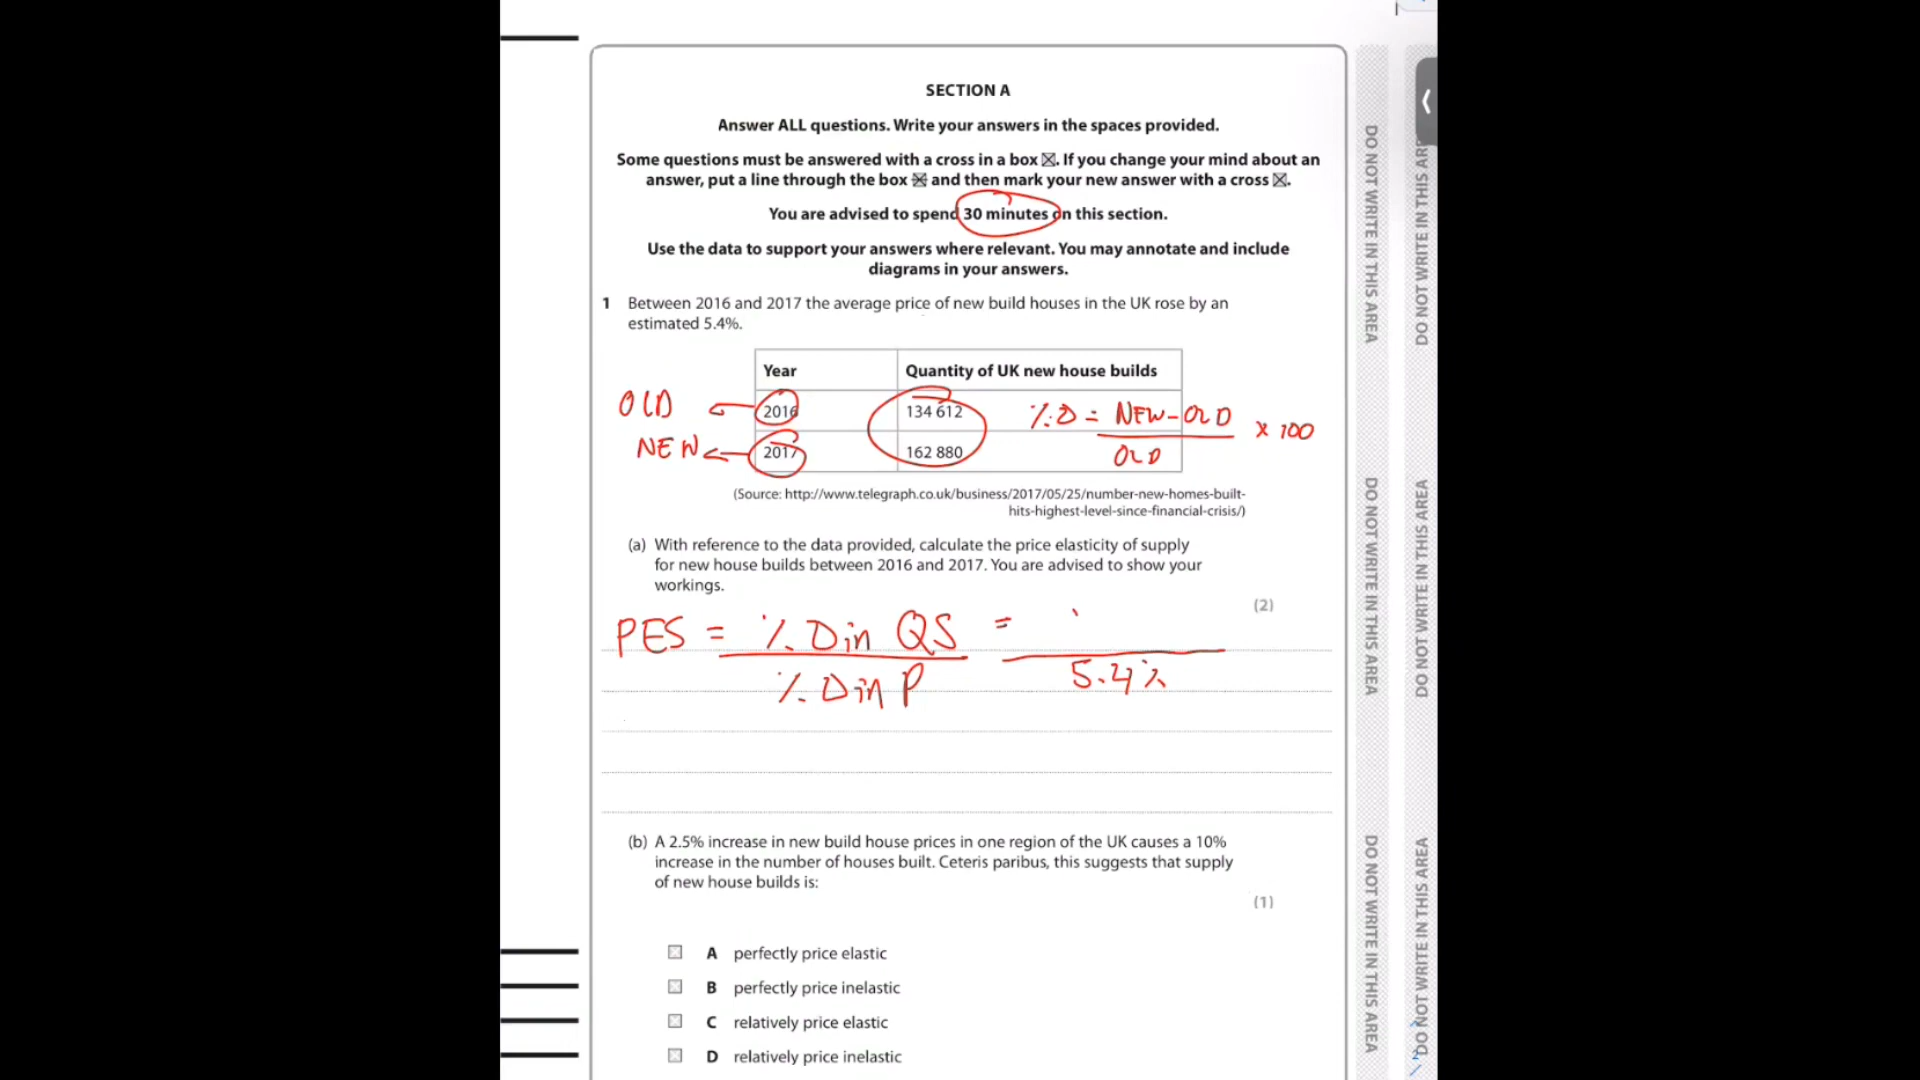 SECTION A
Answer ALL questions. Write your answers in the spaces provided.
Some questions must be answered with a cross in a box ☒. If you change your mind about an
answer, put a line through the box and then mark your new answer with a cross ☒.
You are advised to spend 30 minutes on this section.
Use the data to support your answers where relevant. You may annotate and include
diagrams in your answers.
1 Between 2016 and 2017 the average price of new build houses in the UK rose by an
estimated 5.4%.
Year Quantity of UK new house builds
OLD ← 2016 134 612 %Δ = NEW - OLD × 100
NEW ← 2017 162 880 OLD
(Source: http://www.telegraph.co.uk/business/2017/05/25/number-new-homes-built-
hits-highest-level-since-financial-crisis/)
(a) With reference to the data provided, calculate the price elasticity of supply
for new house builds between 2016 and 2017. You are advised to show your
workings.
(2)
PES = %Δ in QS =
%Δ in P 5.4%
(b) A 2.5% increase in new build house prices in one region of the UK causes a 10%
increase in the number of houses built. Ceteris paribus, this suggests that supply
of new house builds is:
(1)
A perfectly price elastic
B perfectly price inelastic
C relatively price elastic
D relatively price inelastic
DO NOT WRITE IN THIS AREA
DO NOT WRITE IN THIS AREA
DO NOT WRITE IN THIS AREA
DO NOT WRITE IN THIS AR
DO NOT WRITE IN THIS AREA
DO NOT WRITE IN THIS AREA